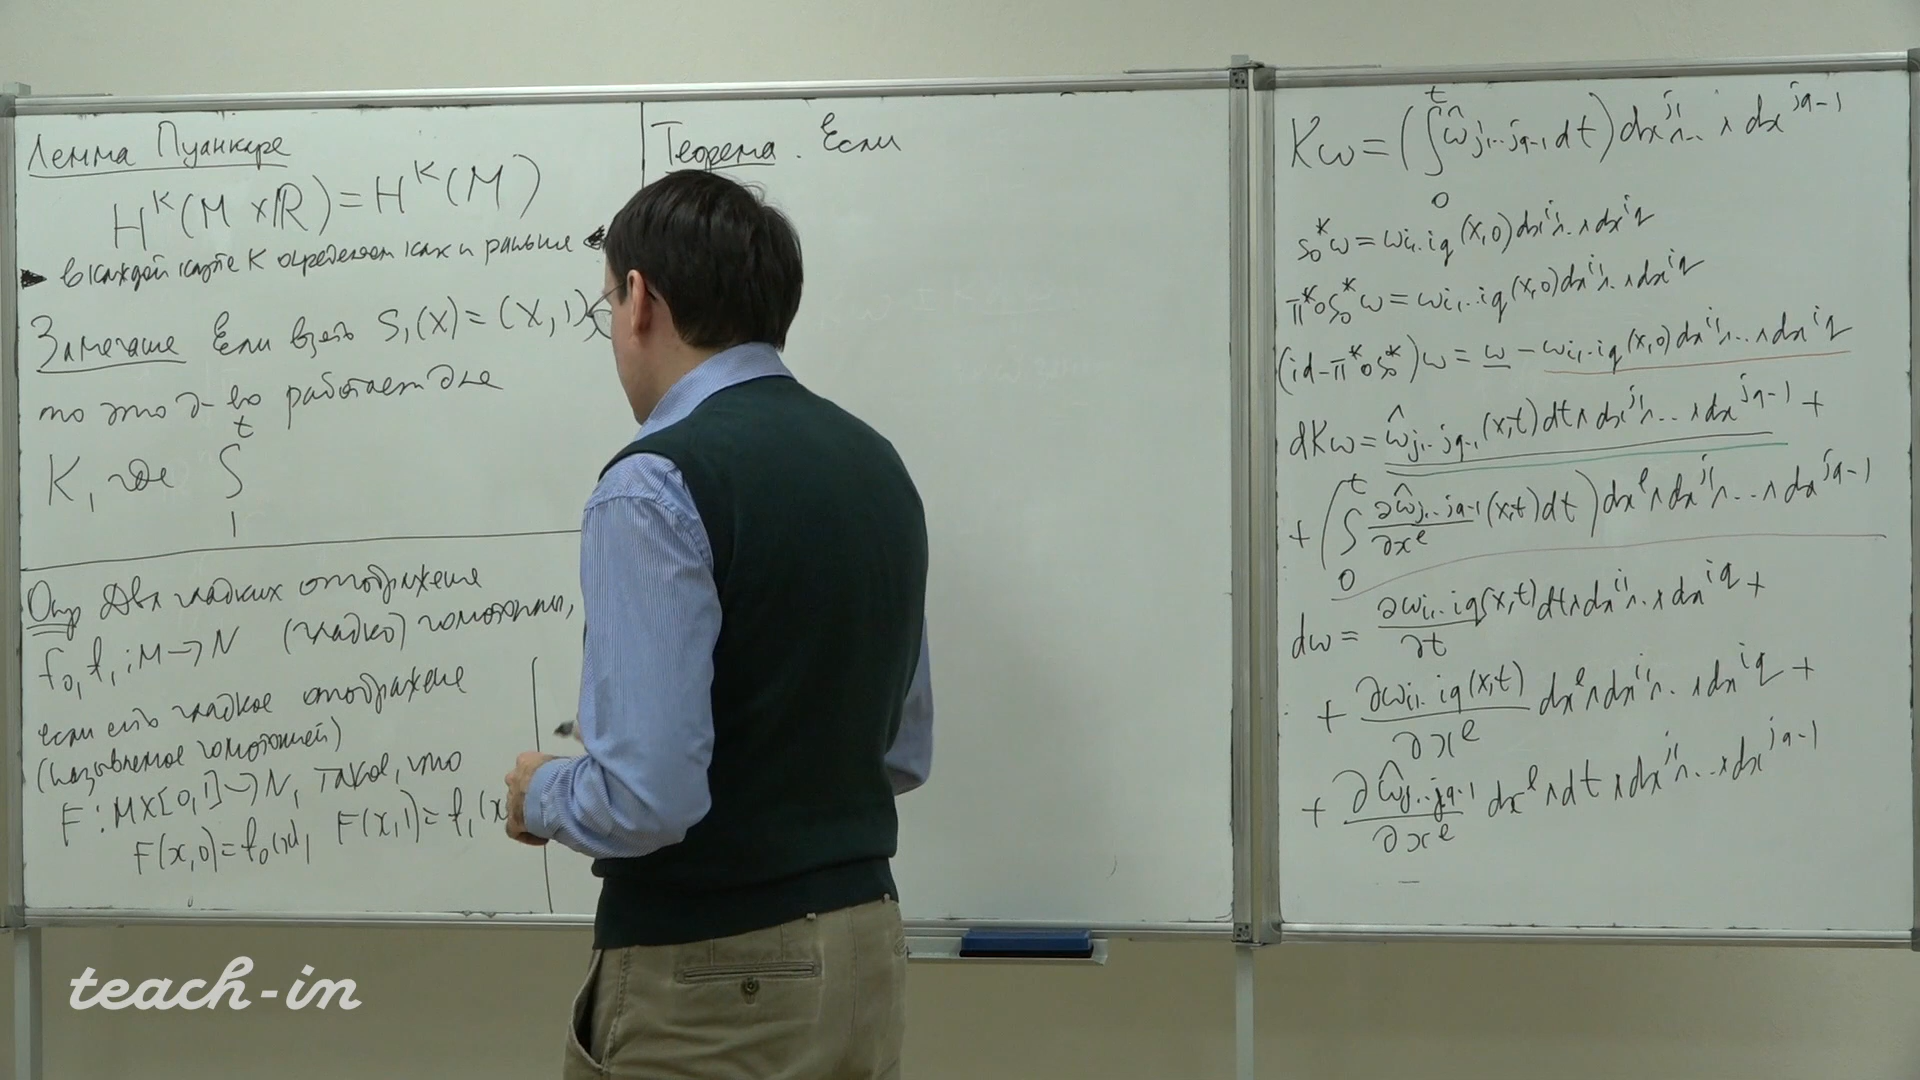 Лемма Пуанкаре
H^K(M×ℝ)=H^K(M)
▶ в каждой карте K определяем как и раньше ◀
Замечание Если взять S₁(x)=(x,1)
то это д-во работает для
K, где ∫₁ᵗ
Опр Два гладких отображения
f₀,f₁:M→N (гладко) гомотопны,
если есть гладкое отображение
(называемое гомотопией)
F:M×[0,1]→N, такое, что
F(x,0)=f₀(x), F(x,1)=f₁(x
Теорема. Если
Kω=(∫₀ᵗ ω̂_{j₁...j_{q-1}}dt)dx^{j₁}∧...∧dx^{j_{q-1}}
s₀*ω=ω_{i₁...i_q}(x,0)dx^{i₁}∧...∧dx^{i_q}
π*∘s₀*ω=ω_{i₁...i_q}(x,0)dx^{i₁}∧...∧dx^{i_q}
(id-π*∘s₀*)ω=ω-ω_{i₁...i_q}(x,0)dx^{i₁}∧...∧dx^{i_q}
dKω=ω̂_{j₁...j_{q-1}}(x,t)dt∧dx^{j₁}∧...∧dx^{j_{q-1}}+
+(∫₀ᵗ ∂ω̂_{j₁...j_{q-1}}/∂x^ℓ (x,t)dt)dx^ℓ∧dx^{j₁}∧...∧dx^{j_{q-1}}
dω=∂ω_{i₁...i_q}(x,t)/∂t dt∧dx^{i₁}∧...∧dx^{i_q}+
+∂ω_{i₁...i_q}(x,t)/∂x^ℓ dx^ℓ∧dx^{i₁}∧...∧dx^{i_q}+
+∂ω̂_{j₁...j_{q-1}}/∂x^ℓ dx^ℓ∧dt∧dx^{j₁}∧...∧dx^{j_{q-1}}
teach-in